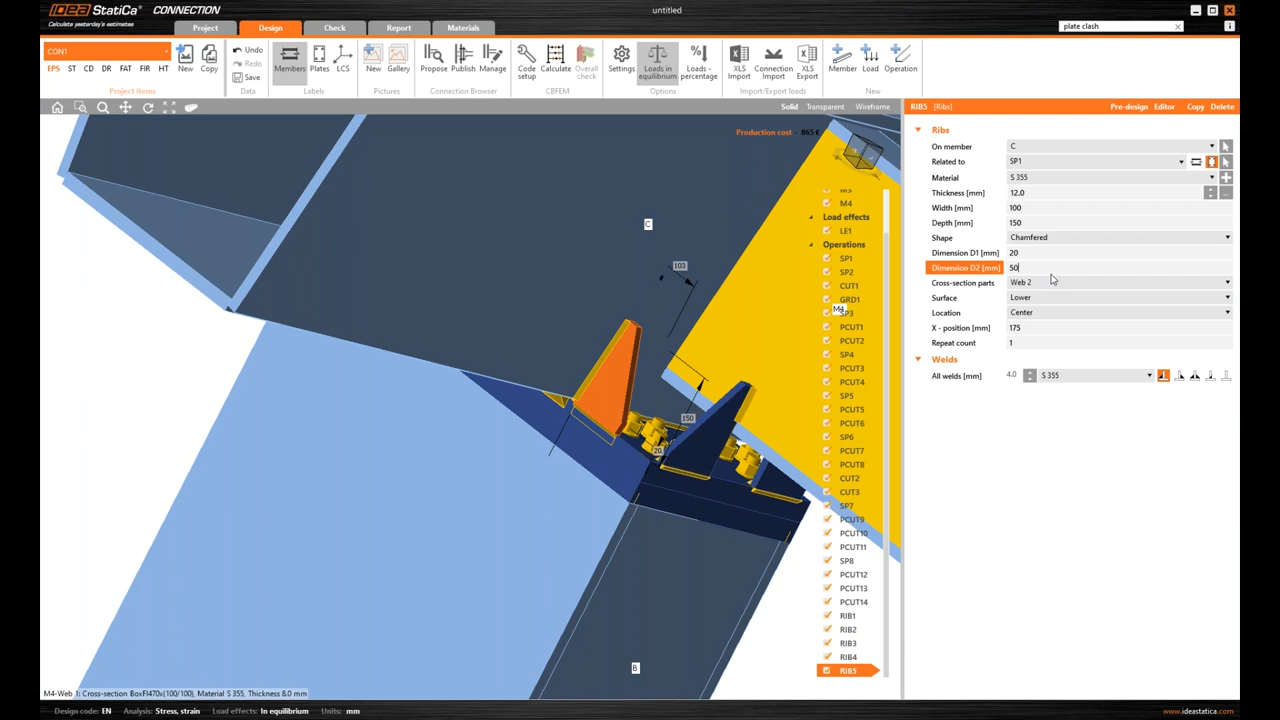 IDEA StatiCa® CONNECTION
Calculate yesterday's estimates
untitled
plate clash
Project Design Check Report Materials
CON1
EPS ST CD DR FAT FIR HT
New Copy
Undo
Redo
Save
Members Plates LCS
New Gallery
Propose Publish Manage
Code setup Calculate Overall check
Settings Loads in equilibrium Loads - percentage
XLS Import Connection Import XLS Export
Member Load Operation
Project items Data Labels Pictures Connection Browser CBFEM Options Import/Export loads New
Solid Transparent Wireframe
Production cost - 865 €
RIB5 [Ribs]
Pre-design Editor Copy Delete
Ribs
On member C
Related to SP1
Material S 355
Thickness [mm] 12.0
Width [mm] 100
Depth [mm] 150
Shape Chamfered
Dimension D1 [mm] 20
Dimension D2 [mm] 50
Cross-section parts Web 2
Surface Lower
Location Center
X - position [mm] 175
Repeat count 1
Welds
All welds [mm] 4.0 S 355
M3
M4
Load effects
LE1
Operations
SP1
SP2
CUT1
GRD1
SP3
PCUT1
PCUT2
SP4
PCUT3
PCUT4
SP5
PCUT5
PCUT6
SP6
PCUT7
PCUT8
CUT2
CUT3
SP7
PCUT9
PCUT10
PCUT11
SP8
PCUT12
PCUT13
PCUT14
RIB1
RIB2
RIB3
RIB4
RIB5
C
103
M4
150
20
B
M4-Web 1: Cross-section BoxFl470x(100/100), Material S 355, Thickness 8.0 mm
Design code: EN Analysis: Stress, strain Load effects: In equilibrium Units: mm
www.ideastatica.com